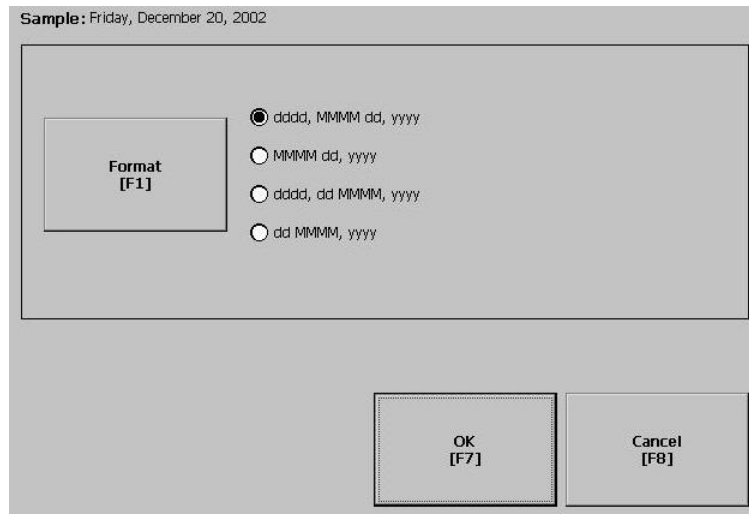 Sample: Friday, December 20, 2002
Format
[F1]
dddd, MMMM dd, yyyy
MMMM dd, yyyy
dddd, dd MMMM, yyyy
dd MMMM, yyyy
OK
[F7]
Cancel
[F8]